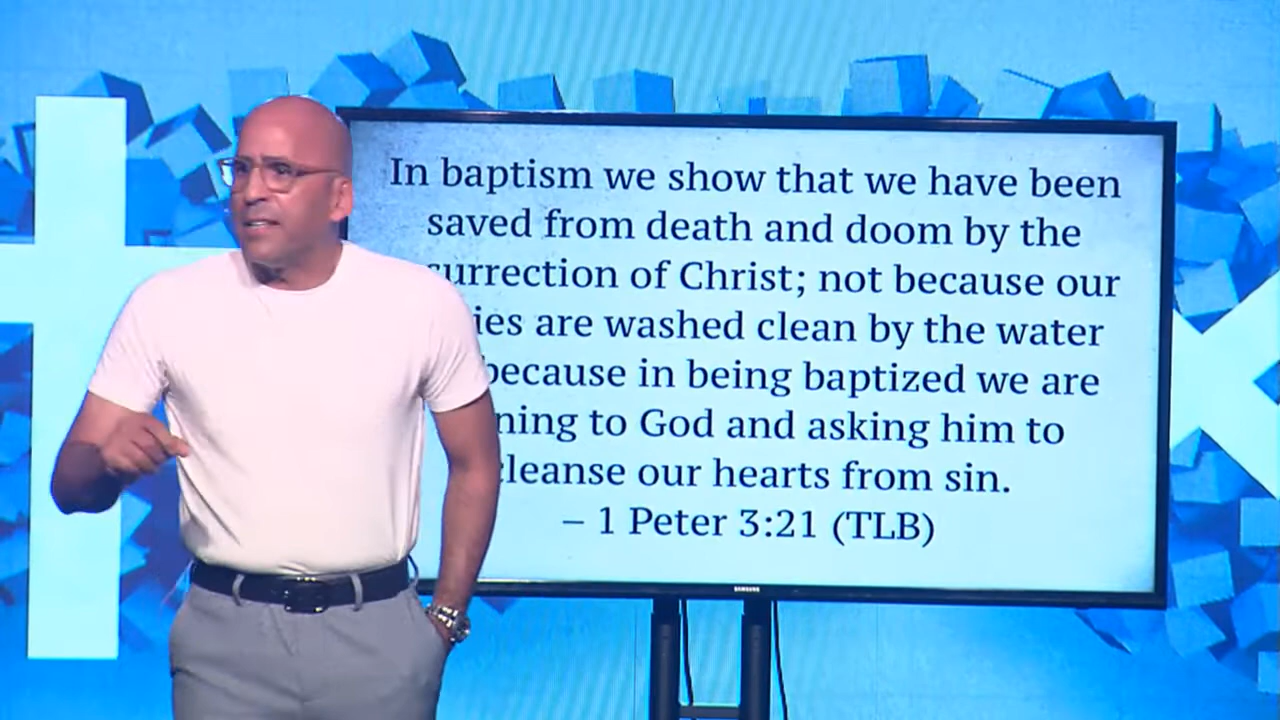 In baptism we show that we have been
saved from death and doom by the
surrection of Christ; not because our
ies are washed clean by the water
because in being baptized we are
ning to God and asking him to
cleanse our hearts from sin.
– 1 Peter 3:21 (TLB)
SAMSUNG